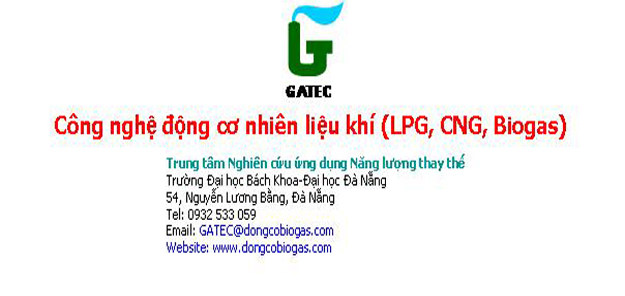 GATEC
Công nghệ động cơ nhiên liệu khí (LPG, CNG, Biogas)
Trung tâm Nghiên cứu ứng dụng Năng lượng thay thế
Trường Đại học Bách Khoa-Đại học Đà Nẵng
54, Nguyễn Lương Bằng, Đà Nẵng
Tel: 0932 533 059
Email: GATEC@dongcobiogas.com
Website: www.dongcobiogas.com